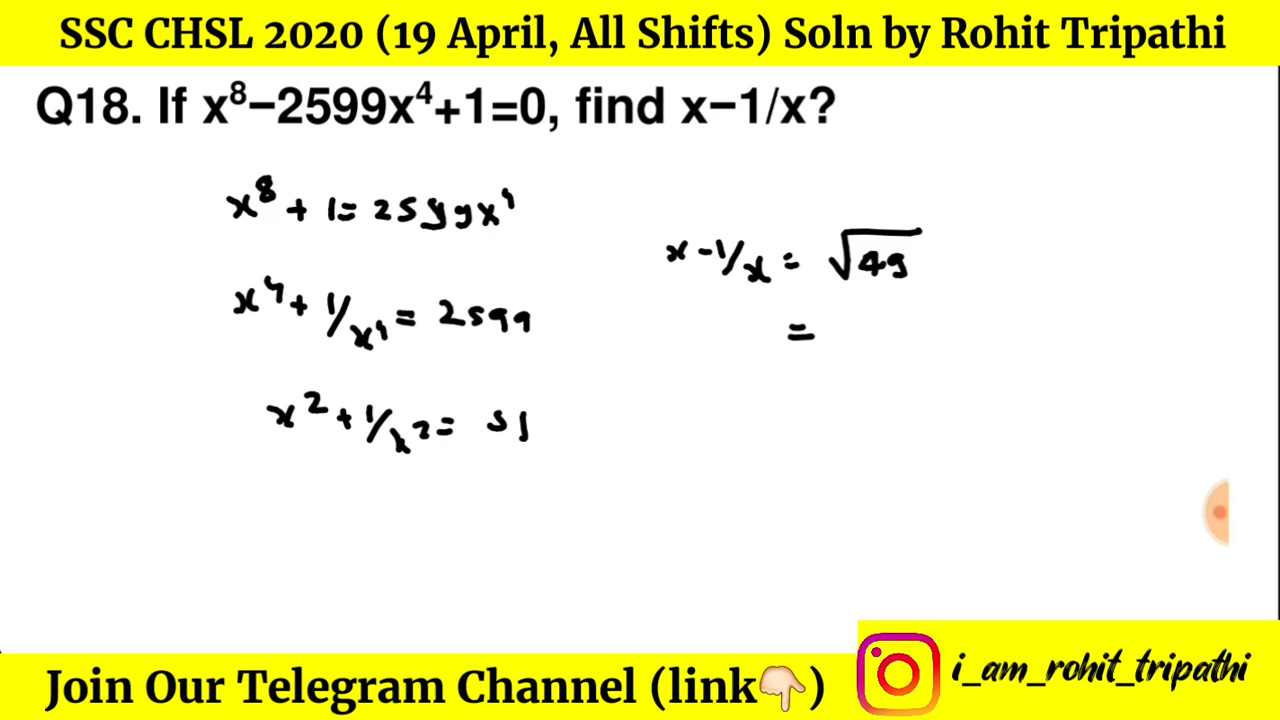 SSC CHSL 2020 (19 April, All Shifts) Soln by Rohit Tripathi
Q18. If x⁸−2599x⁴+1=0, find x−1/x?
x⁸ + 1 = 2599x⁴
x - 1/x = √49
x⁴ + 1/x⁴ = 2599
=
x² + 1/x² = 51
Join Our Telegram Channel (link👇)
i_am_rohit_tripathi